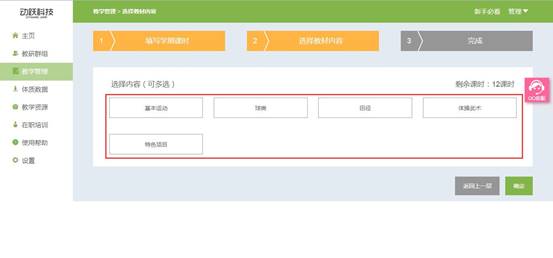 动跃科技
教学管理 > 选择教材内容
新手必看 管理
主页
教研群组
教学管理
体质数据
教学资源
在职培训
使用帮助
设置
1 填写学期课时
2 选择教材内容
3 完成
选择内容（可多选）
剩余课时：12课时
基本运动
球类
田径
体操武术
特色项目
QQ客服
返回上一层
确定